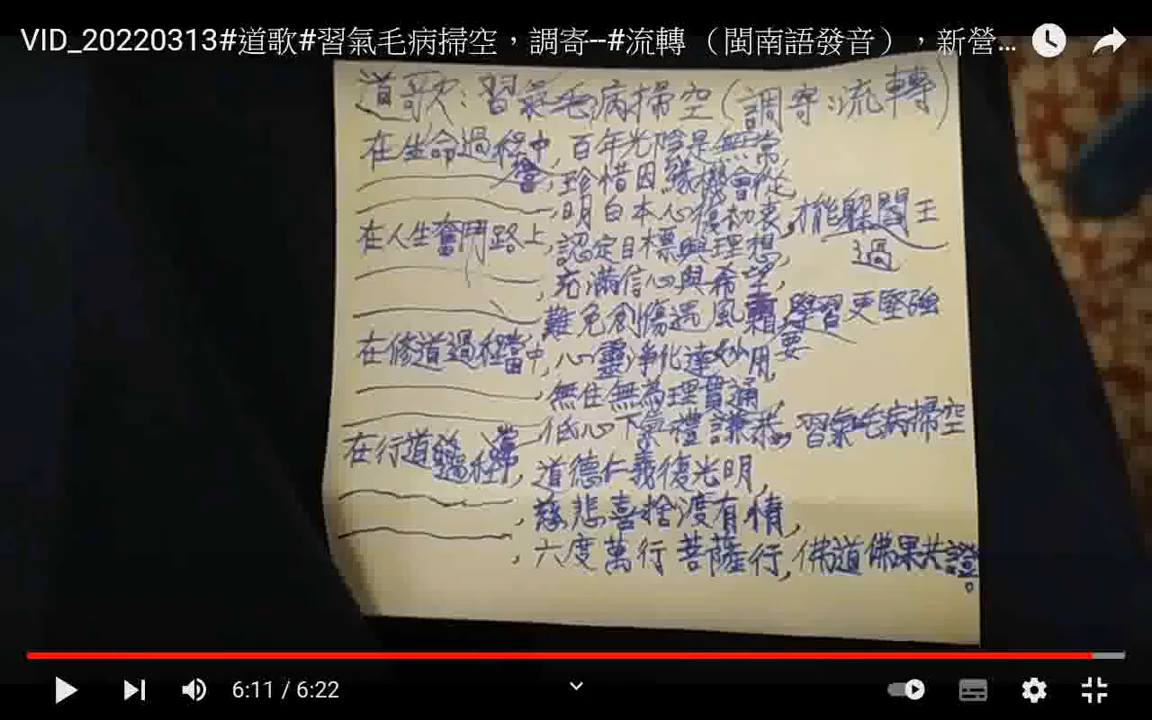 VID_20220313#道歌#習氣毛病掃空，調寄--#流轉 （閩南語發音），新營...
道歌:習氣毛病掃空(調寄:流轉)
在生命過程當中,百年光陰是無常,
,珍惜因緣機會從,
,明白本心復初衷,才能躲閻王過
在人生奮鬥路上,認定目標與理想,
,充滿信心與希望,
難免創傷遇風霜,學習要更堅強
在修道過程當中,心靈淨化達妙用,
,無住無為理貫通,
低心下氣禮謙恭,習氣毛病掃空
在行道過程當中,道德仁義復光明,
,慈悲喜捨渡有情,
,六度萬行菩薩行,佛道佛果共證。
6:11 / 6:22